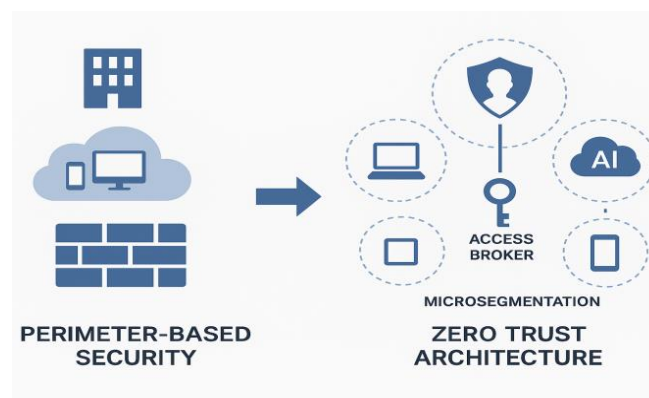 AI
ACCESS
BROKER
MICROSEGMENTATION
PERIMETER-BASED
SECURITY
ZERO TRUST
ARCHITECTURE